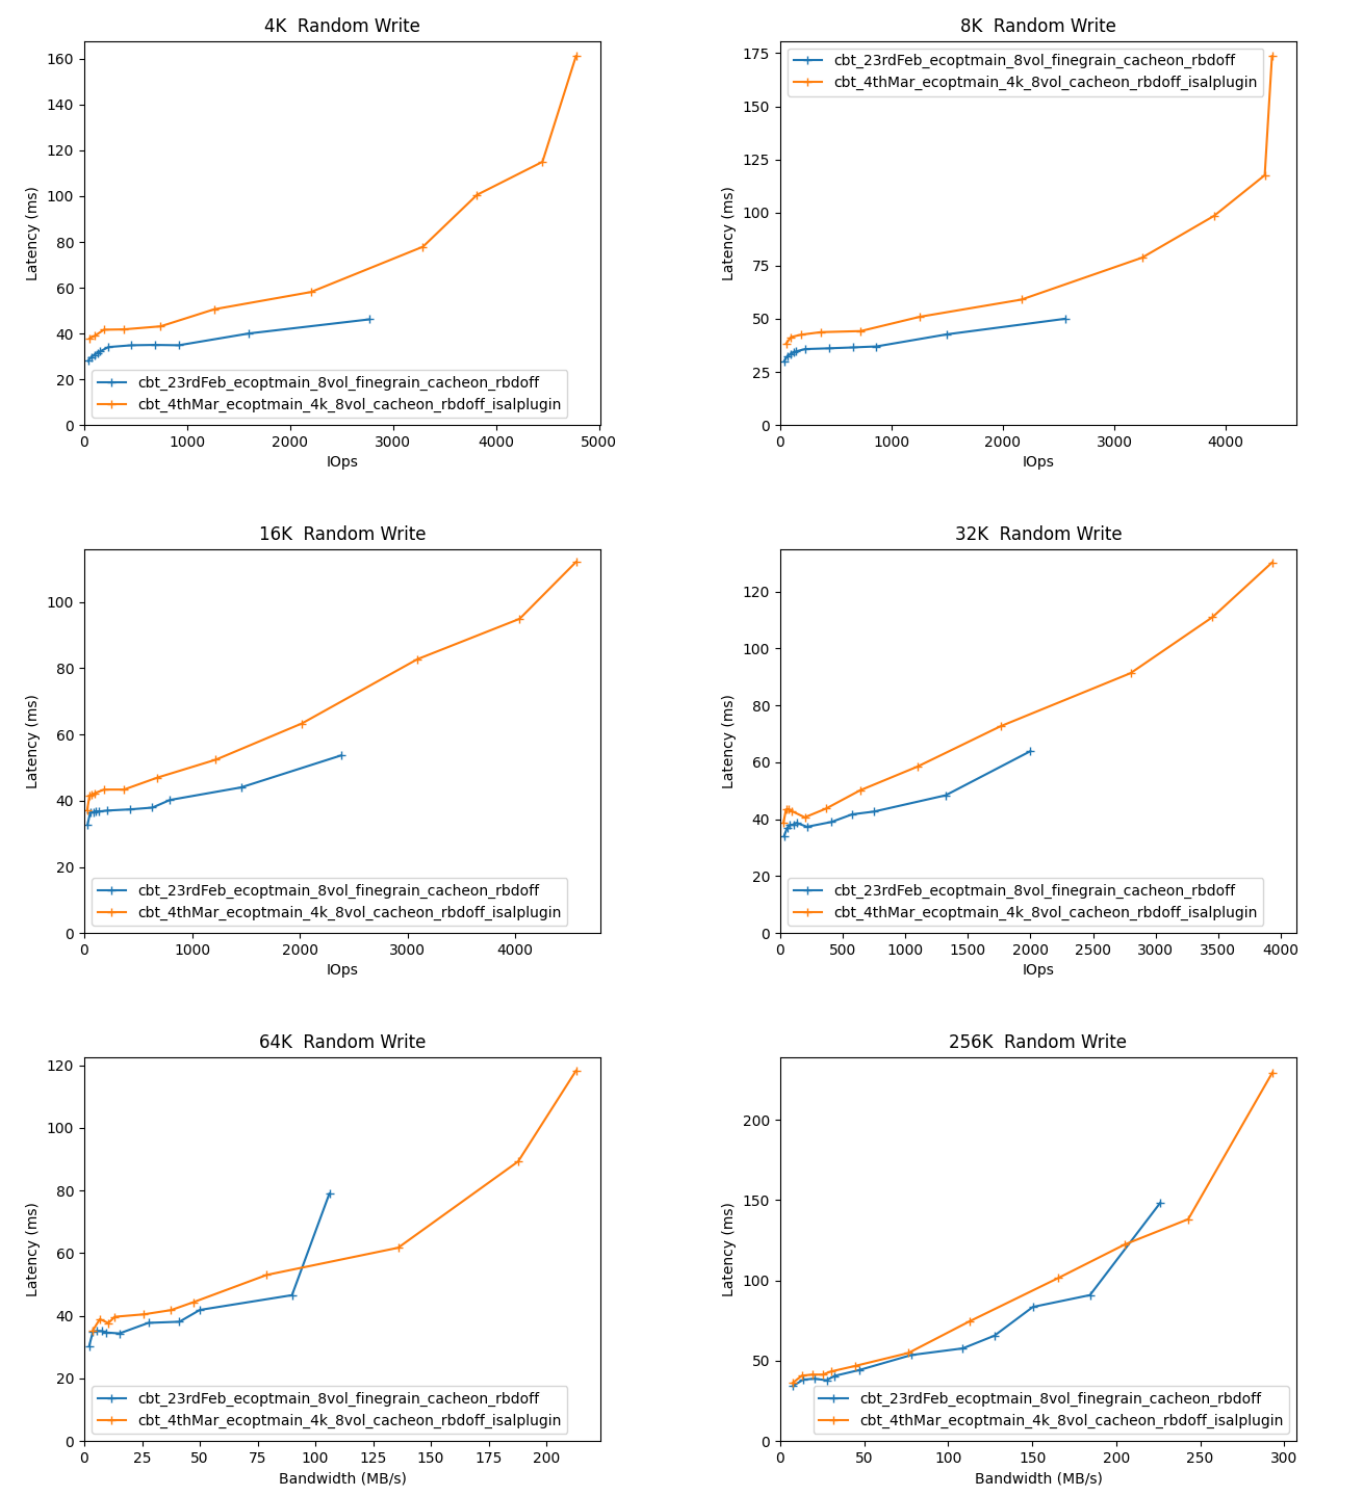 4K  Random Write
160
140
120
100
80
60
40
20
0
Latency (ms)
cbt_23rdFeb_ecoptmain_8vol_finegrain_cacheon_rbdoff
cbt_4thMar_ecoptmain_4k_8vol_cacheon_rbdoff_isalplugin
0 1000 2000 3000 4000 5000
IOps
8K  Random Write
175
150
125
100
75
50
25
0
Latency (ms)
cbt_23rdFeb_ecoptmain_8vol_finegrain_cacheon_rbdoff
cbt_4thMar_ecoptmain_4k_8vol_cacheon_rbdoff_isalplugin
0 1000 2000 3000 4000
IOps
16K  Random Write
100
80
60
40
20
0
Latency (ms)
cbt_23rdFeb_ecoptmain_8vol_finegrain_cacheon_rbdoff
cbt_4thMar_ecoptmain_4k_8vol_cacheon_rbdoff_isalplugin
0 1000 2000 3000 4000
IOps
32K  Random Write
120
100
80
60
40
20
0
Latency (ms)
cbt_23rdFeb_ecoptmain_8vol_finegrain_cacheon_rbdoff
cbt_4thMar_ecoptmain_4k_8vol_cacheon_rbdoff_isalplugin
0 500 1000 1500 2000 2500 3000 3500 4000
IOps
64K  Random Write
120
100
80
60
40
20
0
Latency (ms)
cbt_23rdFeb_ecoptmain_8vol_finegrain_cacheon_rbdoff
cbt_4thMar_ecoptmain_4k_8vol_cacheon_rbdoff_isalplugin
0 25 50 75 100 125 150 175 200
Bandwidth (MB/s)
256K  Random Write
200
150
100
50
0
Latency (ms)
cbt_23rdFeb_ecoptmain_8vol_finegrain_cacheon_rbdoff
cbt_4thMar_ecoptmain_4k_8vol_cacheon_rbdoff_isalplugin
0 50 100 150 200 250 300
Bandwidth (MB/s)